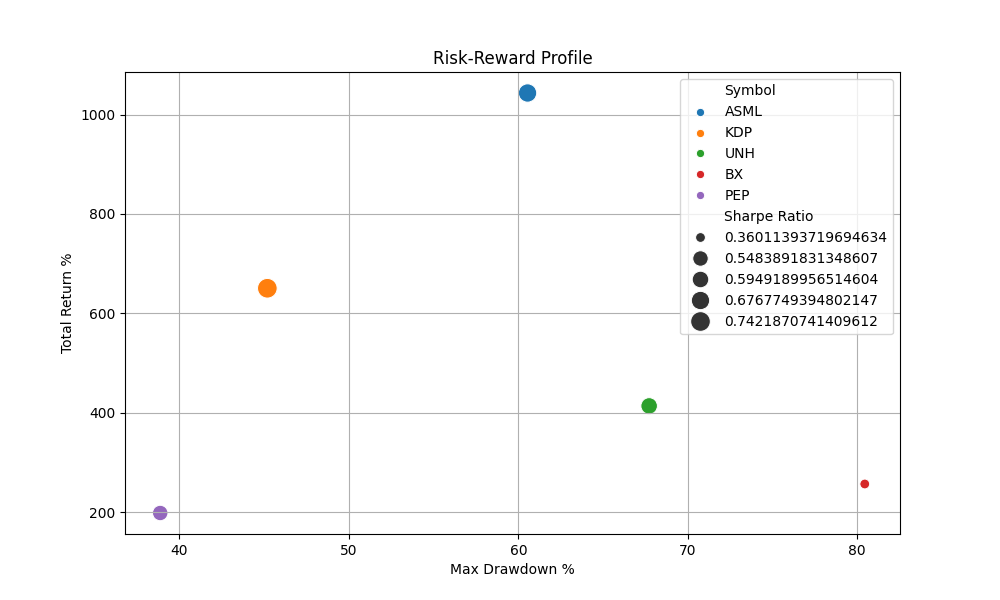 Risk-Reward Profile
Total Return %
1000
800
600
400
200
Symbol
ASML
KDP
UNH
BX
PEP
Sharpe Ratio
0.36011393719694634
0.5483891831348607
0.5949189956514604
0.6767749394802147
0.7421870741409612
40 50 60 70 80
Max Drawdown %